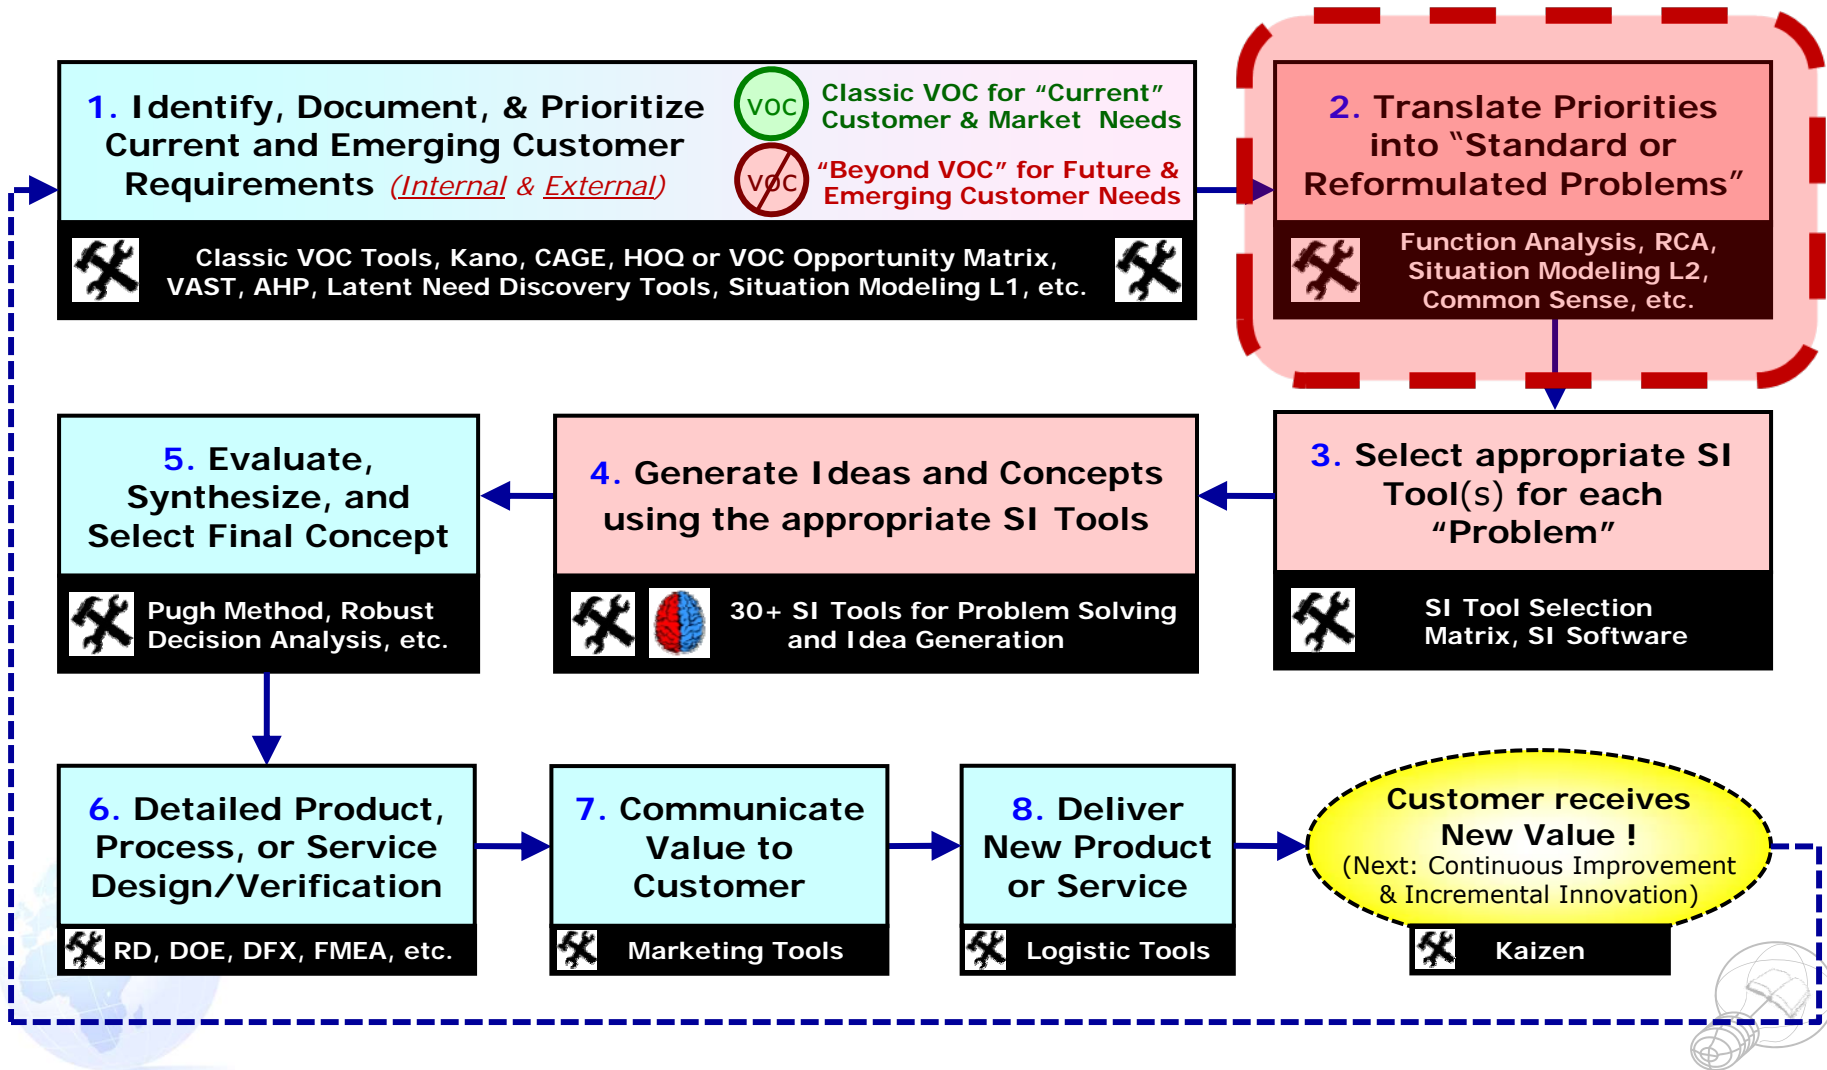 1. Identify, Document, & Prioritize
Current and Emerging Customer
Requirements (Internal & External)
VOC
Classic VOC for “Current”
Customer & Market Needs
VOC
“Beyond VOC” for Future &
Emerging Customer Needs
Classic VOC Tools, Kano, CAGE, HOQ or VOC Opportunity Matrix,
VAST, AHP, Latent Need Discovery Tools, Situation Modeling L1, etc.
2. Translate Priorities
into “Standard or
Reformulated Problems”
Function Analysis, RCA,
Situation Modeling L2,
Common Sense, etc.
3. Select appropriate SI
Tool(s) for each
“Problem”
SI Tool Selection
Matrix, SI Software
4. Generate Ideas and Concepts
using the appropriate SI Tools
30+ SI Tools for Problem Solving
and Idea Generation
5. Evaluate,
Synthesize, and
Select Final Concept
Pugh Method, Robust
Decision Analysis, etc.
6. Detailed Product,
Process, or Service
Design/Verification
RD, DOE, DFX, FMEA, etc.
7. Communicate
Value to
Customer
Marketing Tools
8. Deliver
New Product
or Service
Logistic Tools
Customer receives
New Value !
(Next: Continuous Improvement
& Incremental Innovation)
Kaizen